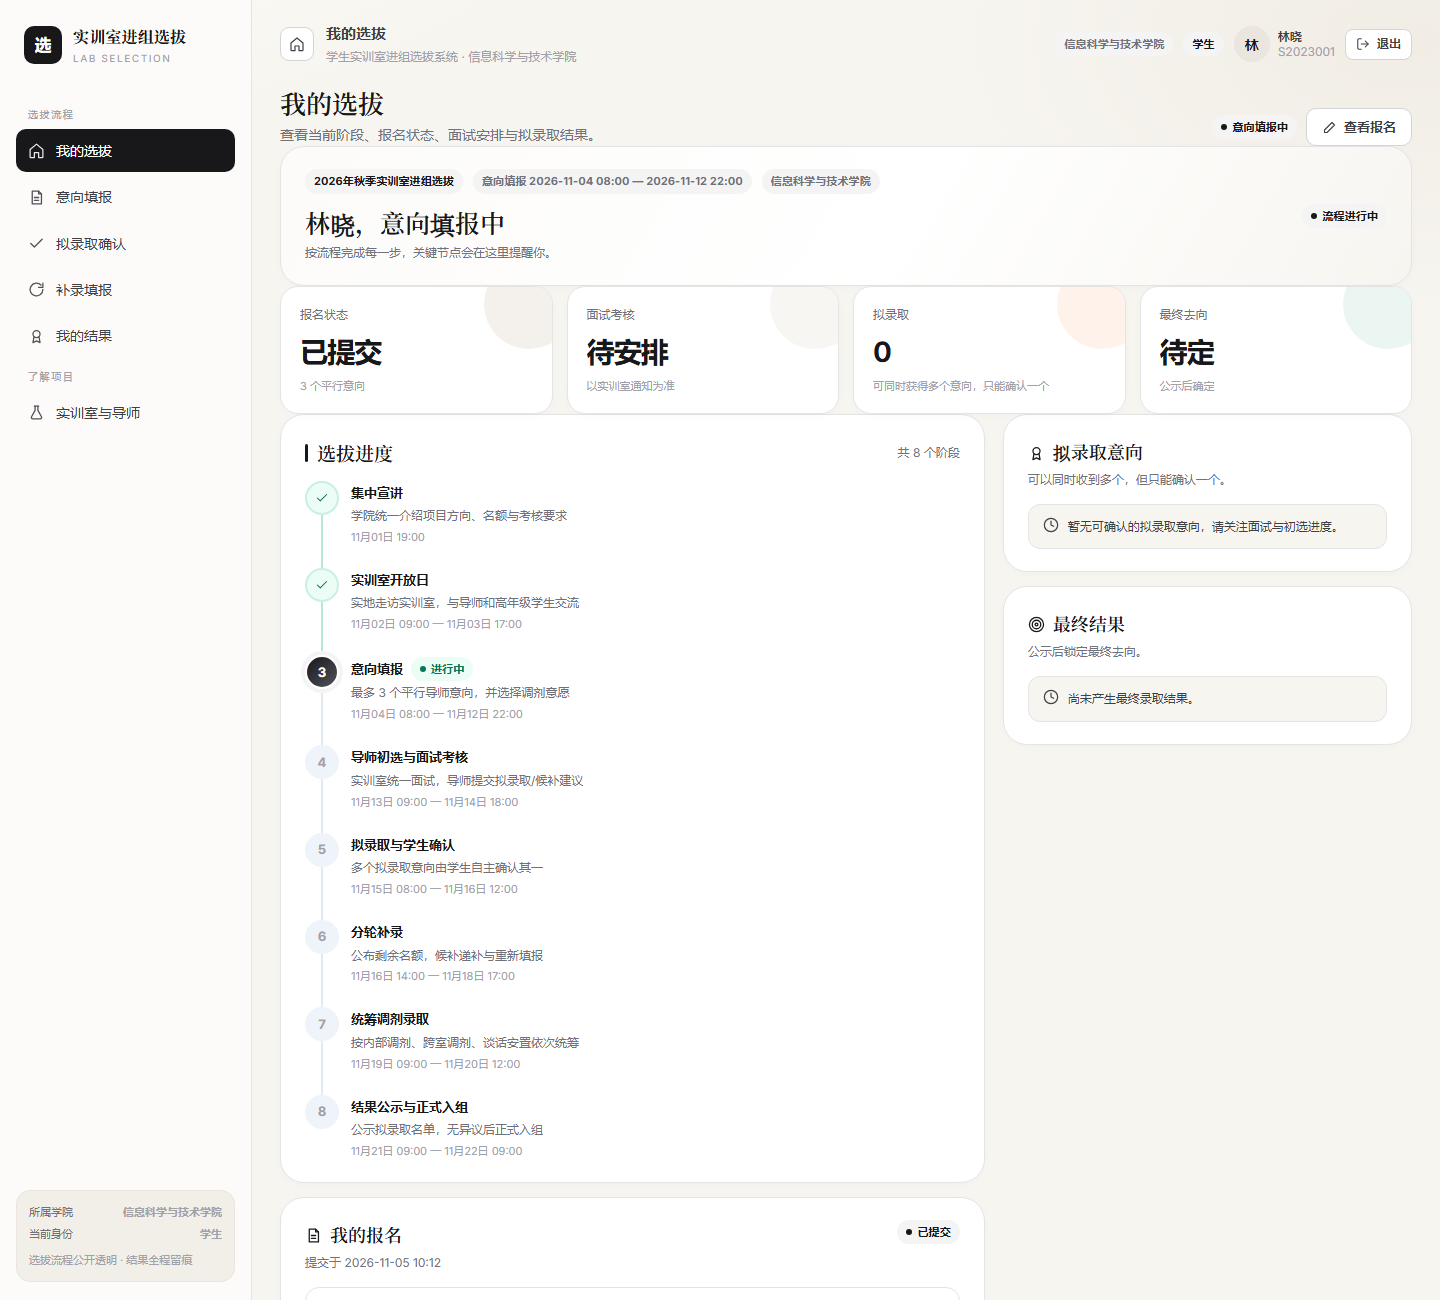 选
实训室进组选拔
LAB SELECTION
选拔流程
我的选拔
意向填报
拟录取确认
补录填报
我的结果
了解项目
实训室与导师
所属学院
信息科学与技术学院
当前身份
学生
选拔流程公开透明 · 结果全程留痕
我的选拔
学生实训室进组选拔系统 · 信息科学与技术学院
信息科学与技术学院
学生
林
林晓
S2023001
退出
我的选拔
查看当前阶段、报名状态、面试安排与拟录取结果。
意向填报中
查看报名
2026年秋季实训室进组选拔
意向填报 2026-11-04 08:00 — 2026-11-12 22:00
信息科学与技术学院
林晓，意向填报中
按流程完成每一步，关键节点会在这里提醒你。
流程进行中
报名状态
已提交
3 个平行意向
面试考核
待安排
以实训室通知为准
拟录取
0
可同时获得多个意向，只能确认一个
最终去向
待定
公示后确定
选拔进度
共 8 个阶段
集中宣讲
学院统一介绍项目方向、名额与考核要求
11月01日 19:00
实训室开放日
实地走访实训室，与导师和高年级学生交流
11月02日 09:00 — 11月03日 17:00
3
意向填报
进行中
最多 3 个平行导师意向，并选择调剂意愿
11月04日 08:00 — 11月12日 22:00
4
导师初选与面试考核
实训室统一面试，导师提交拟录取/候补建议
11月13日 09:00 — 11月14日 18:00
5
拟录取与学生确认
多个拟录取意向由学生自主确认其一
11月15日 08:00 — 11月16日 12:00
6
分轮补录
公布剩余名额，候补递补与重新填报
11月16日 14:00 — 11月18日 17:00
7
统筹调剂录取
按内部调剂、跨室调剂、谈话安置依次统筹
11月19日 09:00 — 11月20日 12:00
8
结果公示与正式入组
公示拟录取名单，无异议后正式入组
11月21日 09:00 — 11月22日 09:00
拟录取意向
可以同时收到多个，但只能确认一个。
暂无可确认的拟录取意向，请关注面试与初选进度。
最终结果
公示后锁定最终去向。
尚未产生最终录取结果。
我的报名
已提交
提交于 2026-11-05 10:12